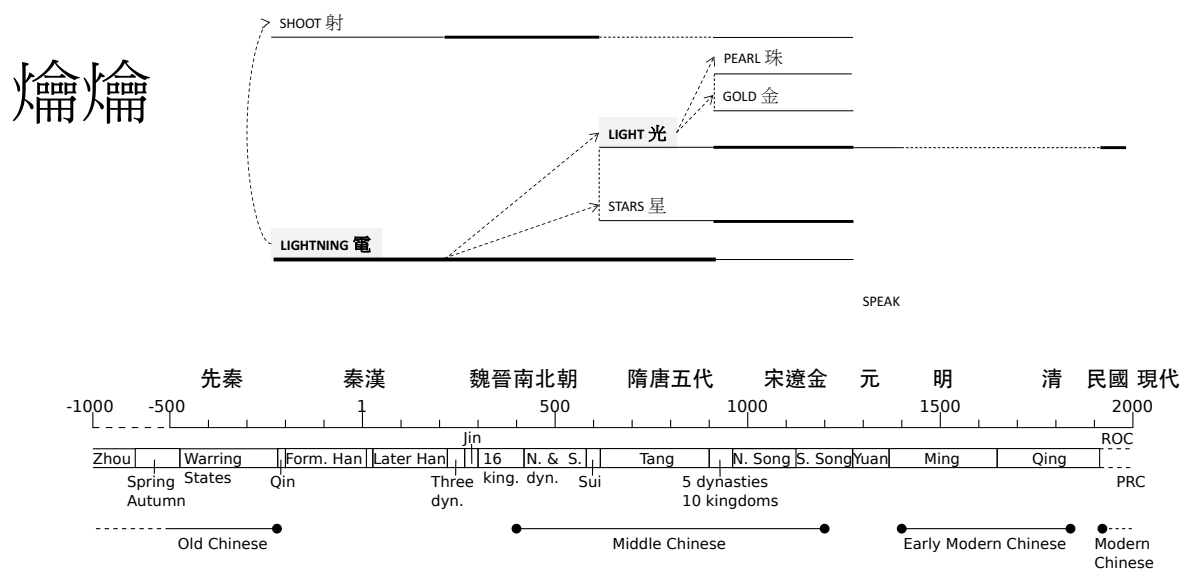 SHOOT 射
爚爚
PEARL 珠
GOLD 金
LIGHT 光
STARS 星
LIGHTNING 電
SPEAK
先秦 秦漢 魏晉南北朝 隋唐五代 宋遼金 元 明 清 民國 現代
-1000 -500 1 500 1000 1500 2000
Jin ROC
Zhou Warring Form. Han Later Han 16 N. & S. Tang N. Song S. Song Yuan Ming Qing
Spring States Qin Three king. dyn. Sui 5 dynasties PRC
Autumn dyn. 10 kingdoms
Old Chinese Middle Chinese Early Modern Chinese Modern
Chinese